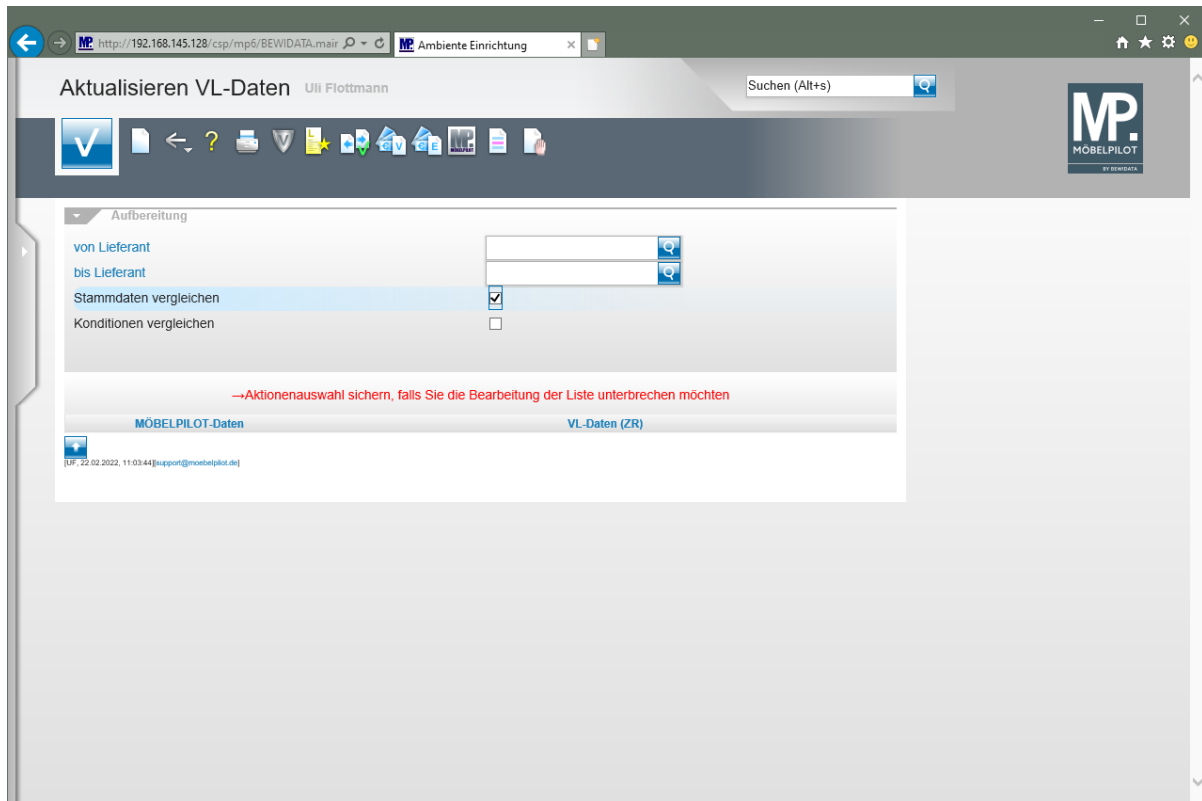 http://192.168.145.128/csp/mp6/BEWIDATA.mair
MP. Ambiente Einrichtung
Aktualisieren VL-Daten Uli Flottmann
Suchen (Alt+s)
MP.
MÖBELPILOT
BY BEWIDATA
Aufbereitung
von Lieferant
bis Lieferant
Stammdaten vergleichen
Konditionen vergleichen
→Aktionenauswahl sichern, falls Sie die Bearbeitung der Liste unterbrechen möchten
MÖBELPILOT-Daten VL-Daten (ZR)
[UF, 22.02.2022, 11:03:44][support@moebelpilot.de]